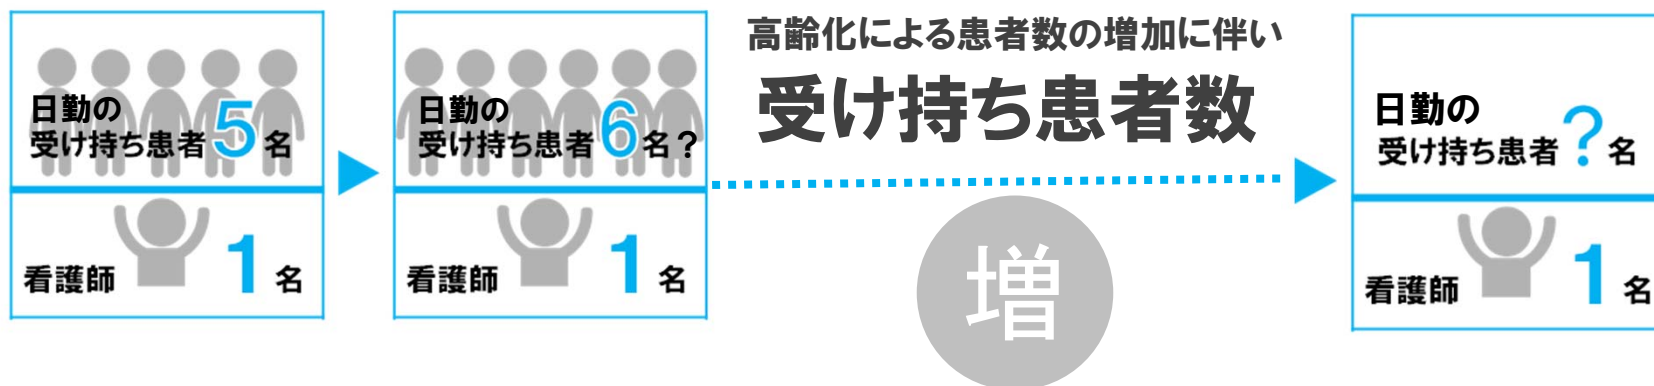 日勤の
受け持ち患者5名
看護師 1名
日勤の
受け持ち患者6名？
看護師 1名
高齢化による患者数の増加に伴い
受け持ち患者数
増
日勤の
受け持ち患者？名
看護師 1名